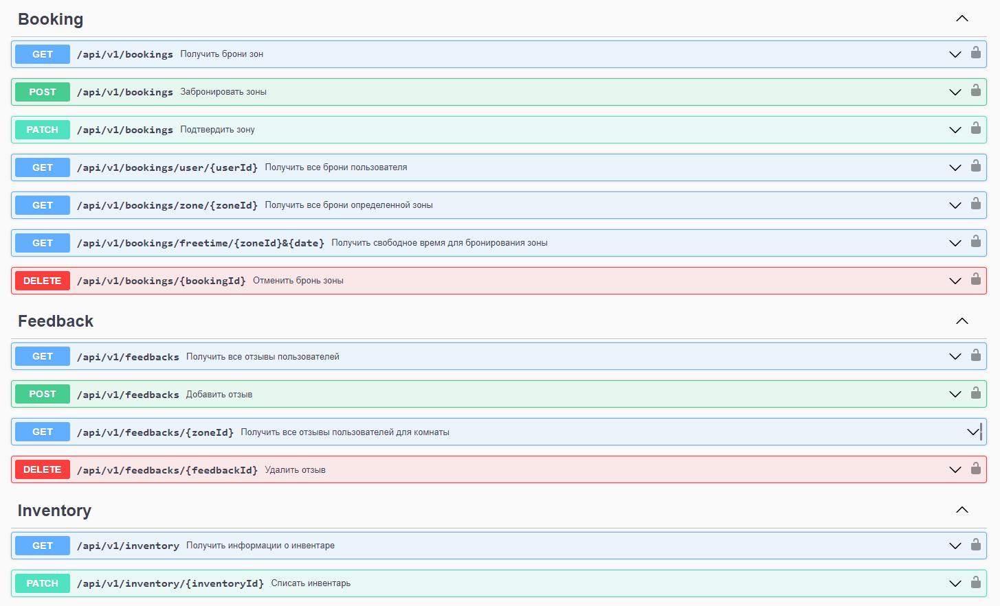 Booking
GET /api/v1/bookings Получить брони зон
POST /api/v1/bookings Забронировать зоны
PATCH /api/v1/bookings Подтвердить зону
GET /api/v1/bookings/user/{userId} Получить все брони пользователя
GET /api/v1/bookings/zone/{zoneId} Получить все брони определенной зоны
GET /api/v1/bookings/freetime/{zoneId}&{date} Получить свободное время для бронирования зоны
DELETE /api/v1/bookings/{bookingId} Отменить бронь зоны
Feedback
GET /api/v1/feedbacks Получить все отзывы пользователей
POST /api/v1/feedbacks Добавить отзыв
GET /api/v1/feedbacks/{zoneId} Получить все отзывы пользователей для комнаты
DELETE /api/v1/feedbacks/{feedbackId} Удалить отзыв
Inventory
GET /api/v1/inventory Получить информации о инвентаре
PATCH /api/v1/inventory/{inventoryId} Списать инвентарь